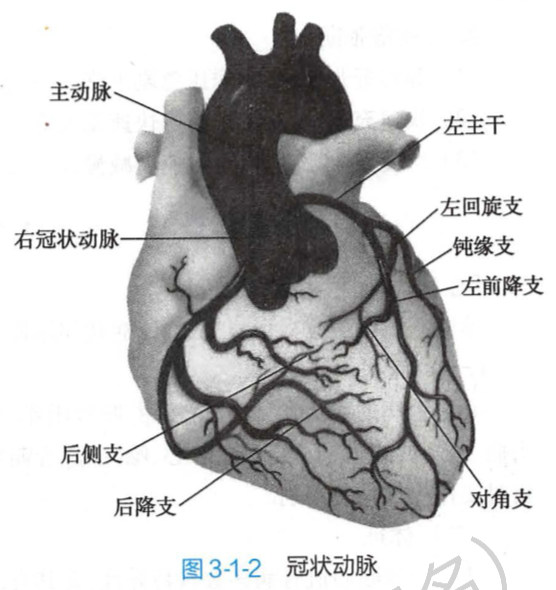 主动脉
左主干
左回旋支
右冠状动脉
钝缘支
左前降支
后侧支
后降支
对角支
图 3-1-2 冠状动脉